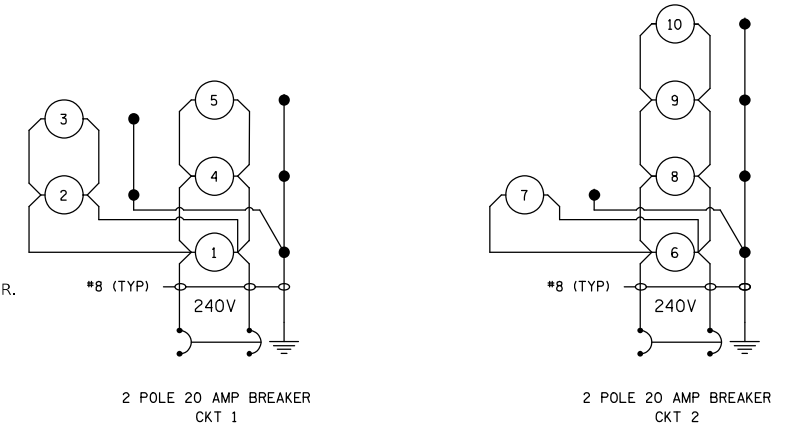 10
5
9
3
4
8
2
7
1
6
R.
#8 (TYP)
#8 (TYP)
240V
240V
2 POLE 20 AMP BREAKER
CKT 1
2 POLE 20 AMP BREAKER
CKT 2